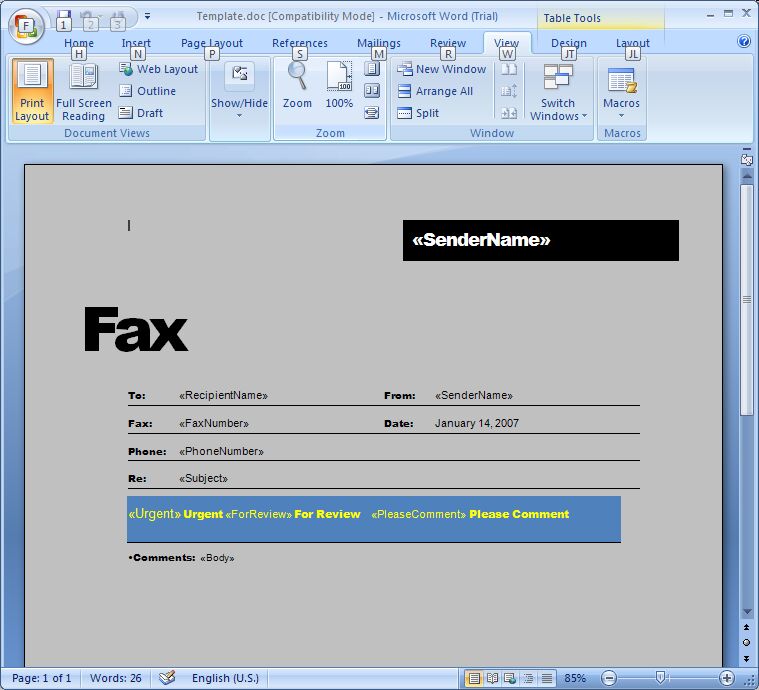 Template.doc [Compatibility Mode] - Microsoft Word (Trial)
Table Tools
F 1 2 3
Home Insert Page Layout References Mailings Review View Design Layout
H N P S M R W JT JL
Print Layout
Full Screen Reading
Web Layout
Outline
Draft
Show/Hide
Zoom
100%
100
New Window
Arrange All
Split
Switch Windows
Macros
Document Views Zoom Window Macros
«SenderName»
Fax
To: «RecipientName» From: «SenderName»
Fax: «FaxNumber» Date: January 14, 2007
Phone: «PhoneNumber»
Re: «Subject»
«Urgent» Urgent «ForReview» For Review «PleaseComment» Please Comment
•Comments: «Body»
Page: 1 of 1 Words: 26 English (U.S.) 85%